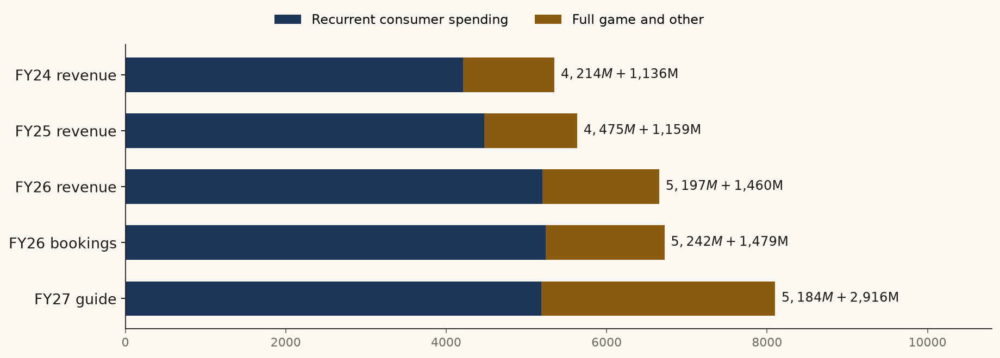 Recurrent consumer spending
Full game and other
FY24 revenue
4, 214M + 1,136M
FY25 revenue
4, 475M + 1,159M
FY26 revenue
5, 197M + 1,460M
FY26 bookings
5, 242M + 1,479M
FY27 guide
5, 184M + 2,916M
0 2000 4000 6000 8000 10000